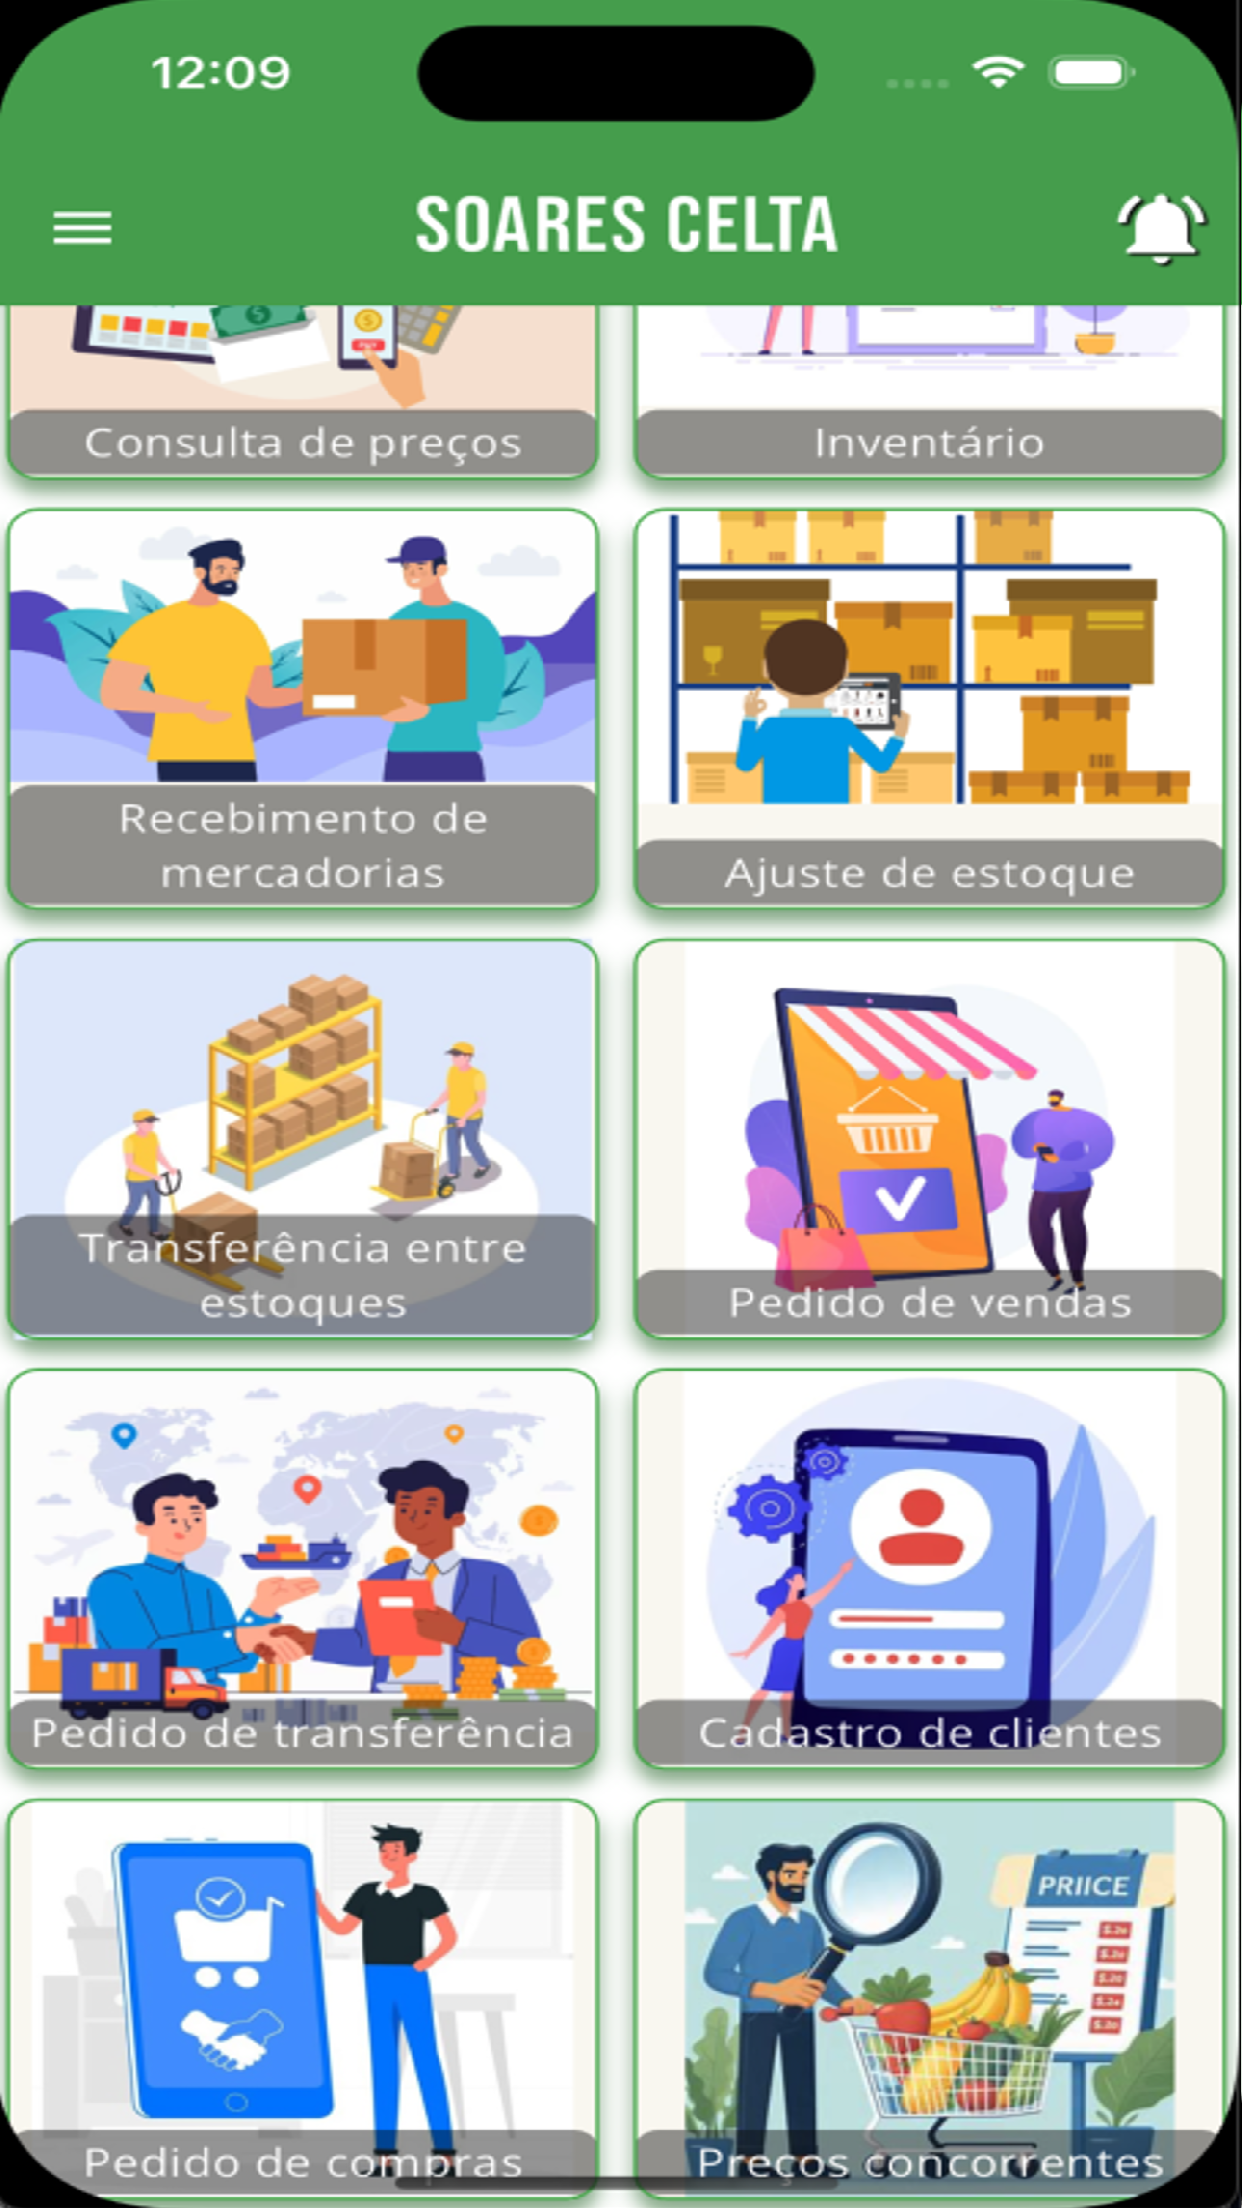 12:09
SOARES CELTA
Consulta de preços
Inventário
Recebimento de
mercadorias
Ajuste de estoque
Transferência entre
estoques
Pedido de vendas
Pedido de transferência
Cadastro de clientes
PRIICE
Pedido de compras
Preços concorrentes